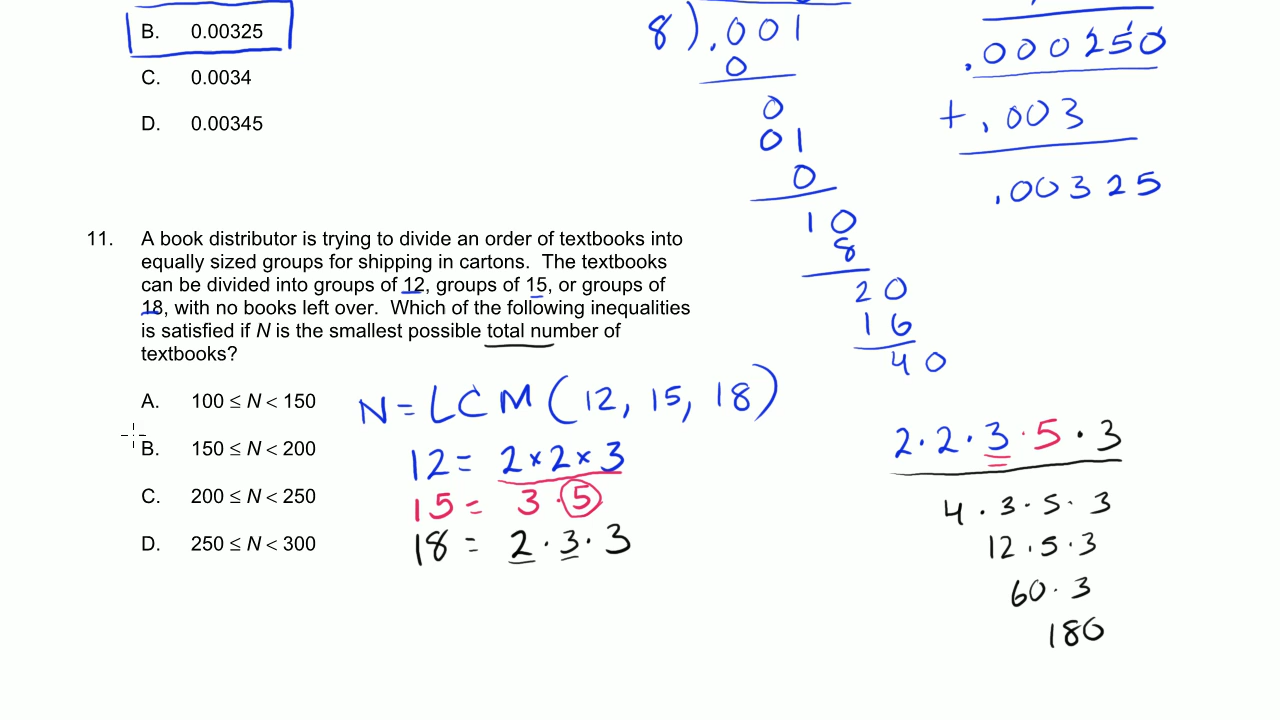 B. 0.00325
C. 0.0034
D. 0.00345
8 ) .001
0
0
01
0
10
8
20
16
40
.000250
+ .003
.00325
11. A book distributor is trying to divide an order of textbooks into
equally sized groups for shipping in cartons. The textbooks
can be divided into groups of 12, groups of 15, or groups of
18, with no books left over. Which of the following inequalities
is satisfied if N is the smallest possible total number of
textbooks?
A. 100 ≤ N < 150
B. 150 ≤ N < 200
C. 200 ≤ N < 250
D. 250 ≤ N < 300
N = LCM (12, 15, 18)
12 = 2 × 2 × 3
15 = 3 · 5
18 = 2 · 3 · 3
2 · 2 · 3 · 5 · 3
4 · 3 · 5 · 3
12 · 5 · 3
60 · 3
180